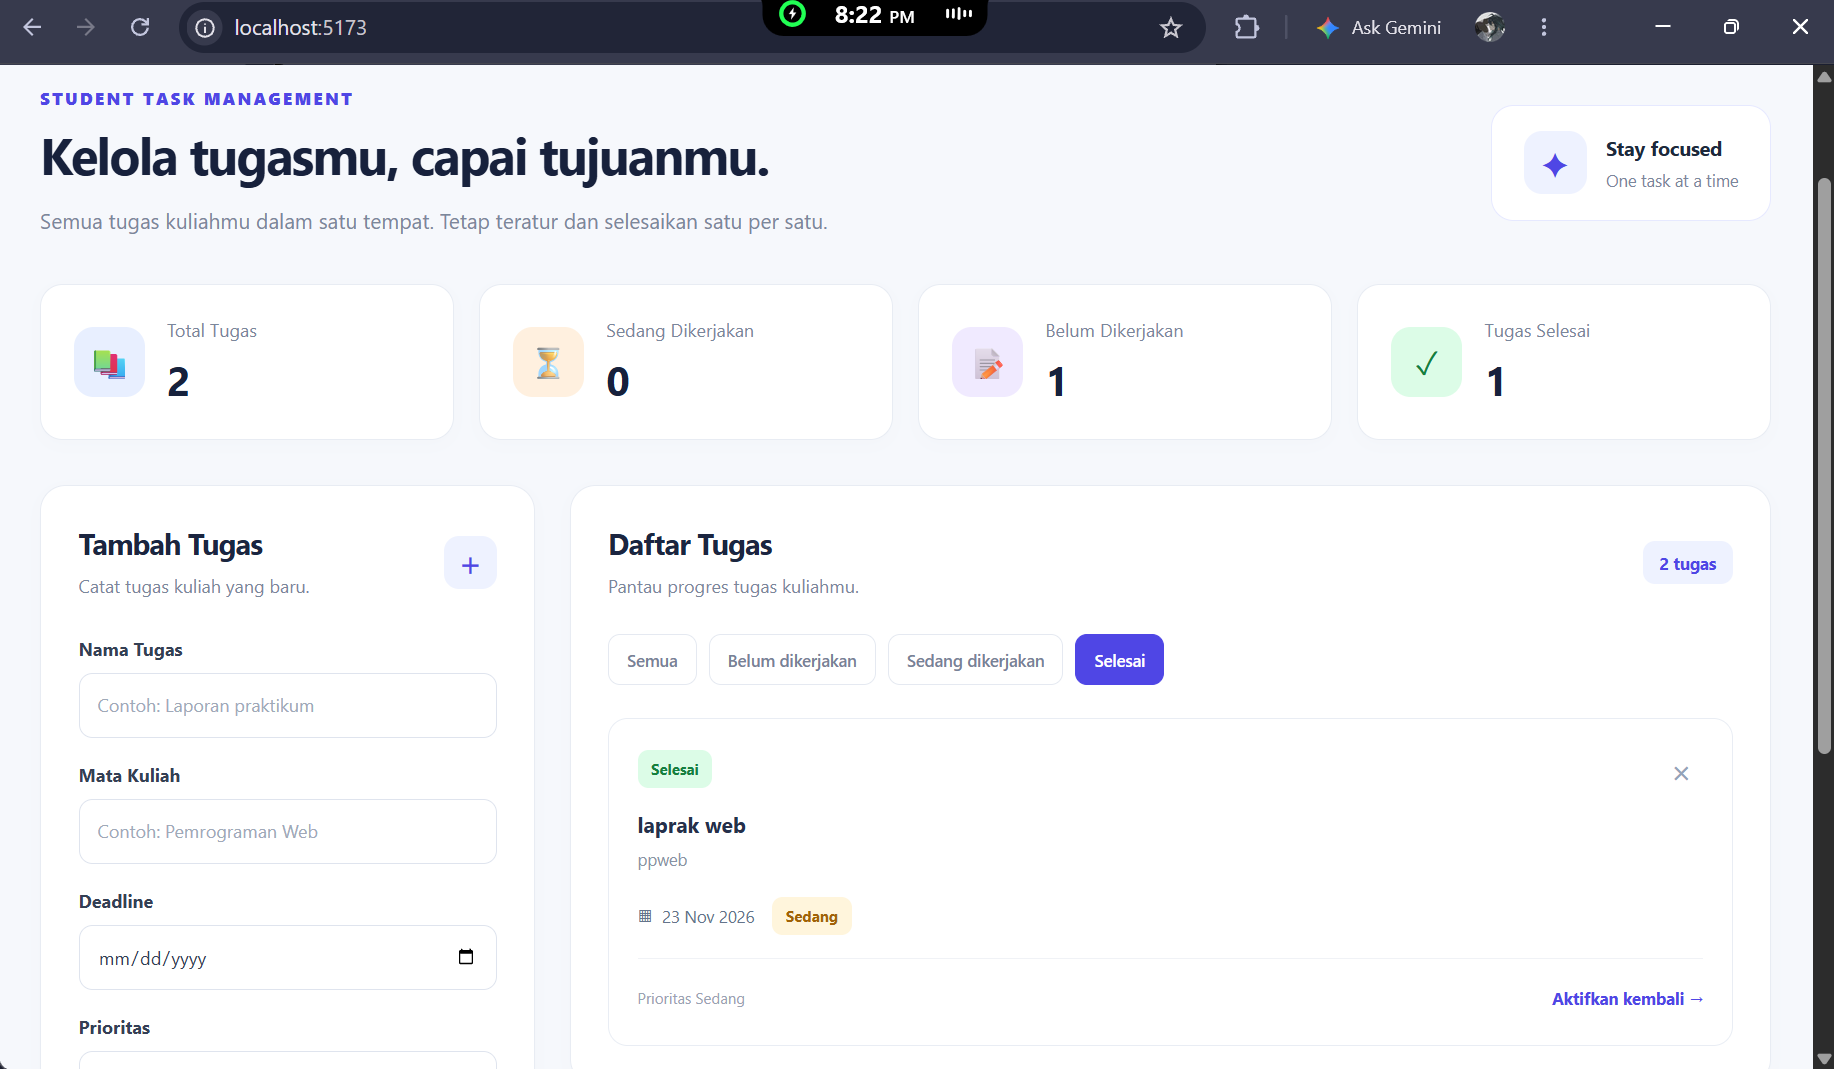 localhost:5173
8:22 PM
Ask Gemini
STUDENT TASK MANAGEMENT
Kelola tugasmu, capai tujuanmu.
Semua tugas kuliahmu dalam satu tempat. Tetap teratur dan selesaikan satu per satu.
Stay focused
One task at a time
Total Tugas
2
Sedang Dikerjakan
0
Belum Dikerjakan
1
Tugas Selesai
1
Tambah Tugas
Catat tugas kuliah yang baru.
+
Nama Tugas
Contoh: Laporan praktikum
Mata Kuliah
Contoh: Pemrograman Web
Deadline
mm/dd/yyyy
Prioritas
Daftar Tugas
Pantau progres tugas kuliahmu.
2 tugas
Semua
Belum dikerjakan
Sedang dikerjakan
Selesai
Selesai
laprak web
ppweb
23 Nov 2026
Sedang
Prioritas Sedang
Aktifkan kembali →